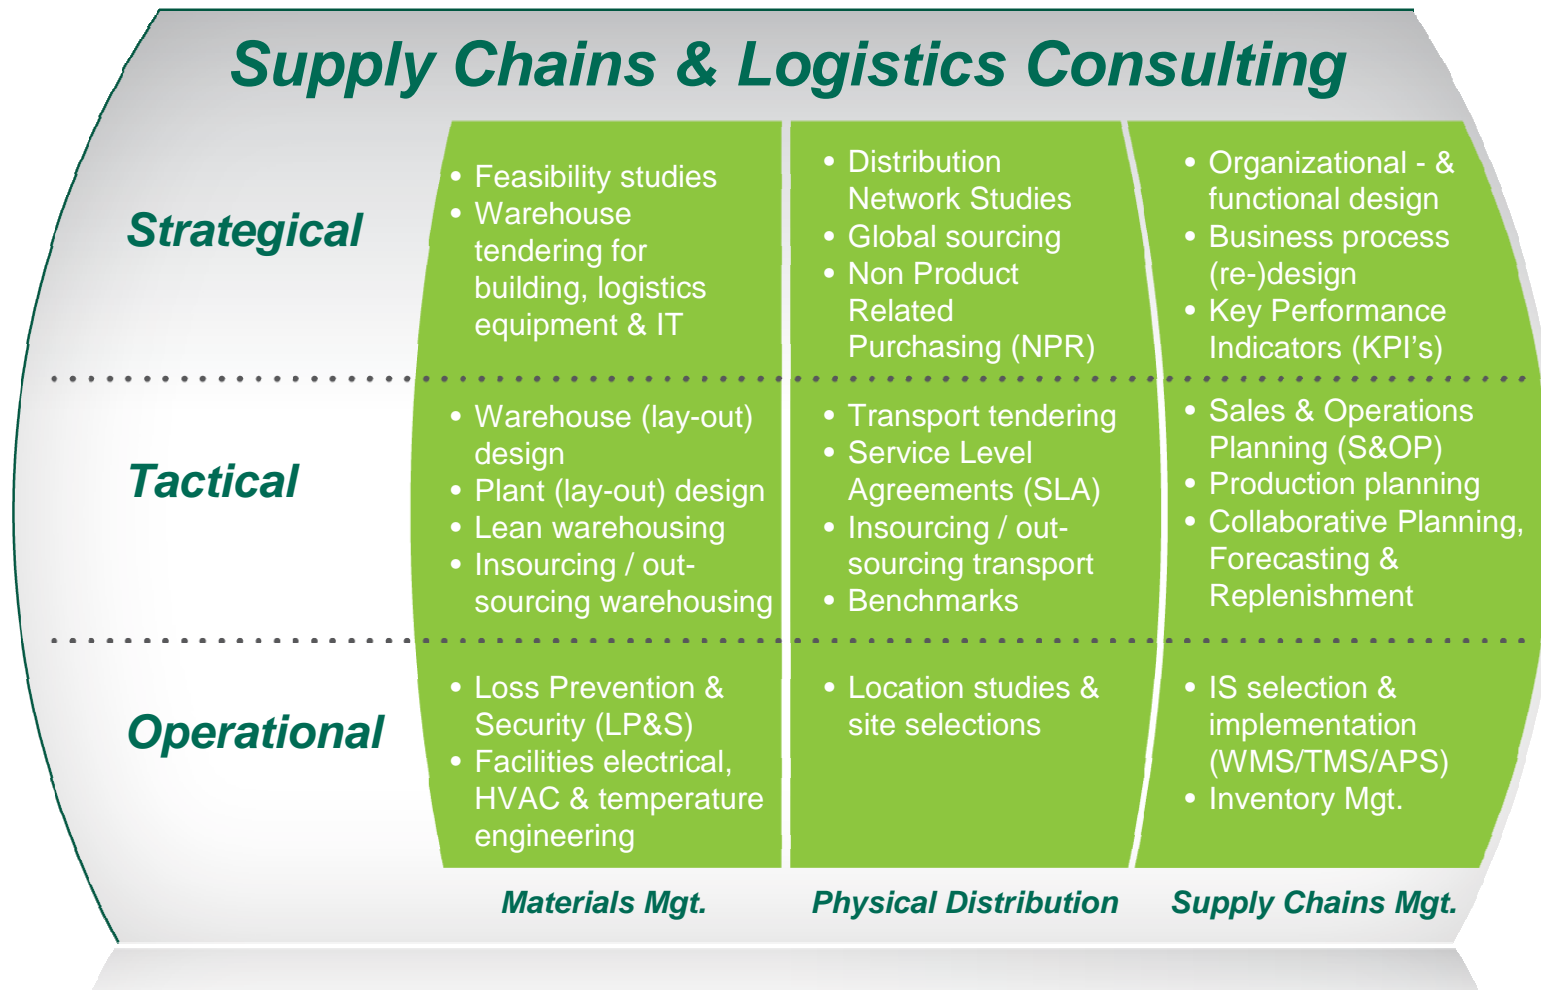 Supply Chains & Logistics Consulting
Strategical
• Feasibility studies
• Warehouse
tendering for
building, logistics
equipment & IT
• Distribution
Network Studies
• Global sourcing
• Non Product
Related
Purchasing (NPR)
• Organizational - &
functional design
• Business process
(re-)design
• Key Performance
Indicators (KPI’s)
Tactical
• Warehouse (lay-out)
design
• Plant (lay-out) design
• Lean warehousing
• Insourcing / out-
sourcing warehousing
• Transport tendering
• Service Level
Agreements (SLA)
• Insourcing / out-
sourcing transport
• Benchmarks
• Sales & Operations
Planning (S&OP)
• Production planning
• Collaborative Planning,
Forecasting &
Replenishment
Operational
• Loss Prevention &
Security (LP&S)
• Facilities electrical,
HVAC & temperature
engineering
• Location studies &
site selections
• IS selection &
implementation
(WMS/TMS/APS)
• Inventory Mgt.
Materials Mgt.
Physical Distribution
Supply Chains Mgt.